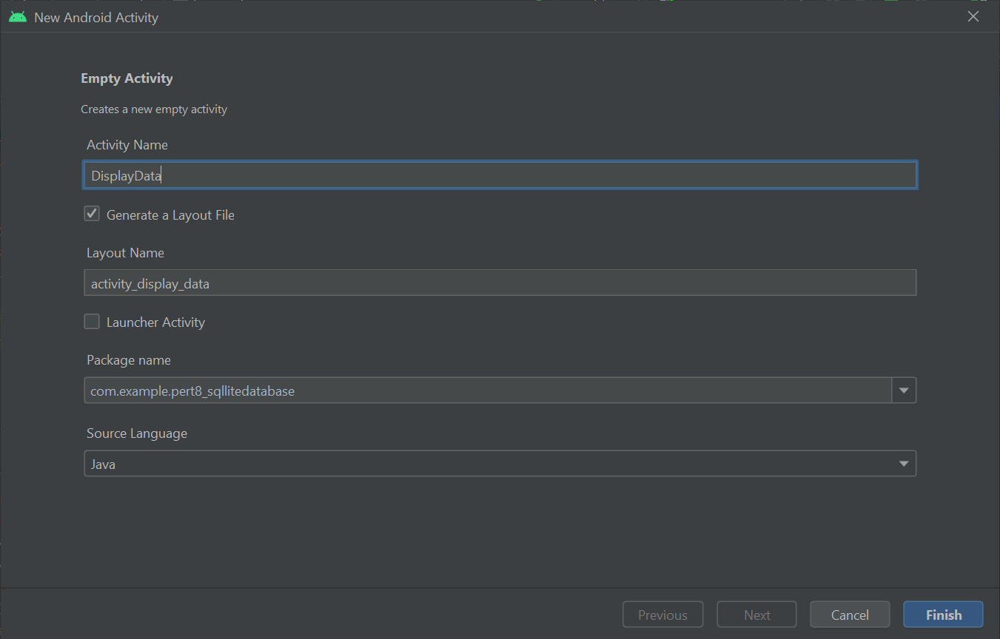 New Android Activity
Empty Activity
Creates a new empty activity
Activity Name
DisplayData
Generate a Layout File
Layout Name
activity_display_data
Launcher Activity
Package name
com.example.pert8_sqllitedatabase
Source Language
Java
Previous
Next
Cancel
Finish